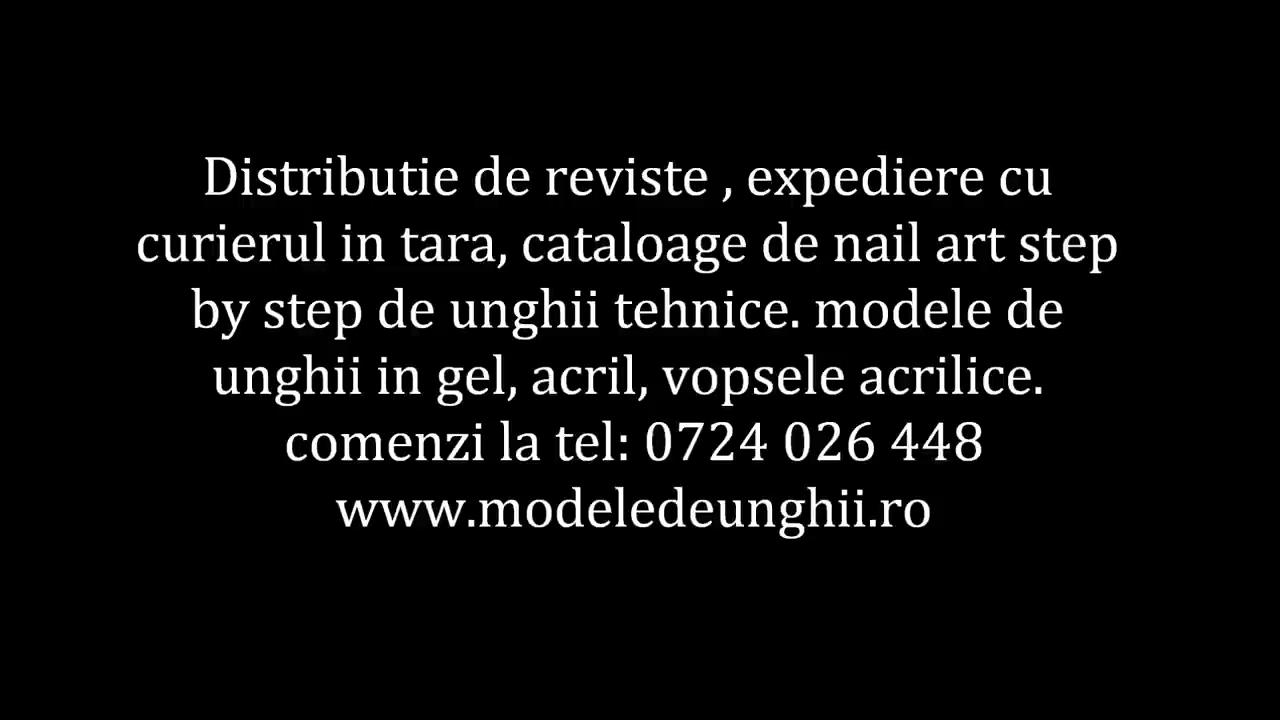 Distributie de reviste , expediere cu
curierul in tara, cataloage de nail art step
by step de unghii tehnice. modele de
unghii in gel, acril, vopsele acrilice.
comenzi la tel: 0724 026 448
www.modeledeunghii.ro